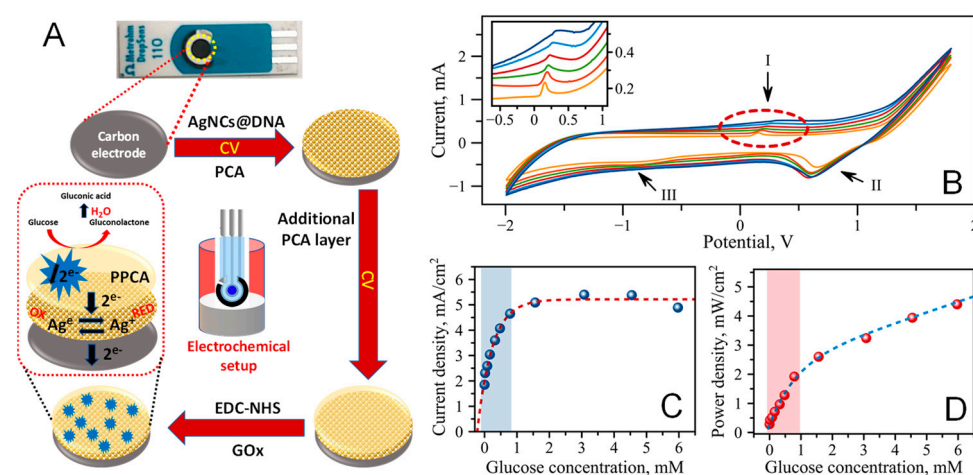 A
Metrohm
DropSens
110
Carbon
electrode
AgNCs@DNA
CV
PCA
Gluconic acid
H2O
Glucose
Gluconolactone
2e-
PPCA
2e-
OX
RED
Ag⁺
2e-
Additional
PCA layer
CV
Electrochemical
setup
EDC-NHS
GOx
B
Current, mA
2
1
0
−1
−2
−1
0
1
2
Potential, V
I
II
III
0.4
0.2
−0.5
0
0.5
1
C
Current density, mA/cm²
6
5
4
3
2
1
0
0
1
2
3
4
5
6
Glucose concentration, mM
D
Power density, mW/cm²
6
5
4
3
2
1
0
0
1
2
3
4
5
6
Glucose concentration, mM